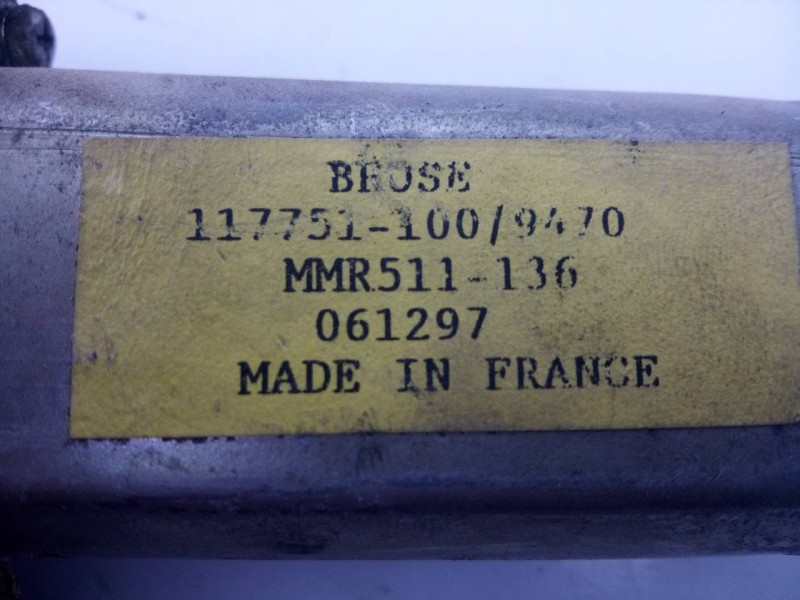 BROSE
117751-100/9470
MMR511-136
061297
MADE IN FRANCE